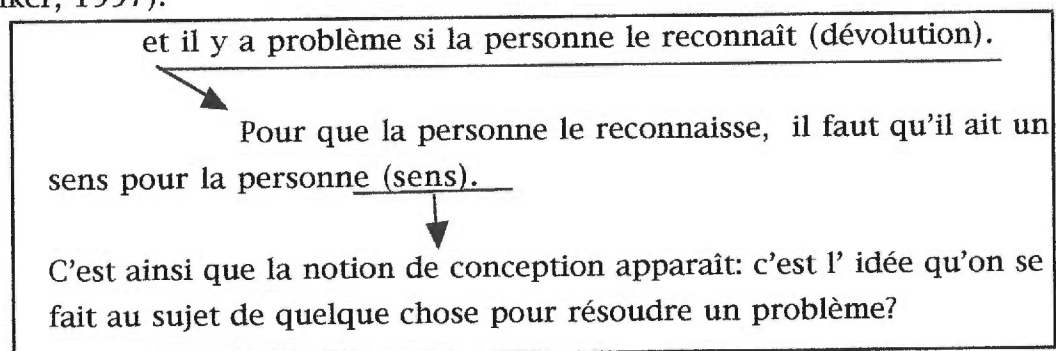 1997).
et il y a problème si la personne le reconnaît (dévolution).
Pour que la personne le reconnaisse, il faut qu'il ait un
sens pour la personne (sens).
C'est ainsi que la notion de conception apparaît: c'est l' idée qu'on se
fait au sujet de quelque chose pour résoudre un problème?